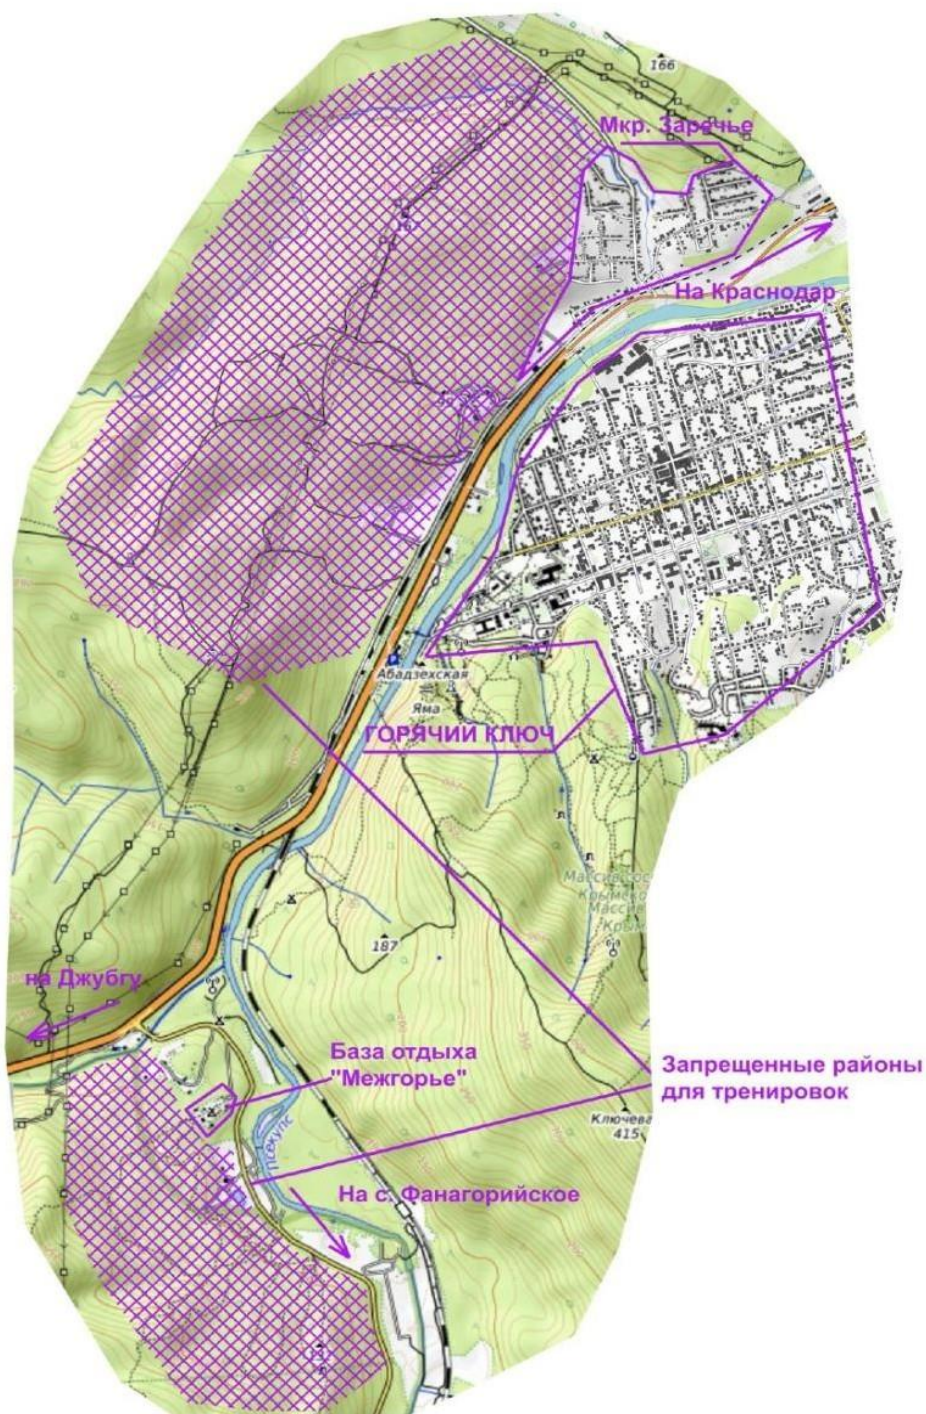 166
Мкр. Заречье
На Краснодар
Абадзехская
Яма
ГОРЯЧИЙ КЛЮЧ
187
на Джубгу
База отдыха
"Межгорье"
Запрещенные районы
для тренировок
Ключева
415
Псекупс
На с. Фанагорийское